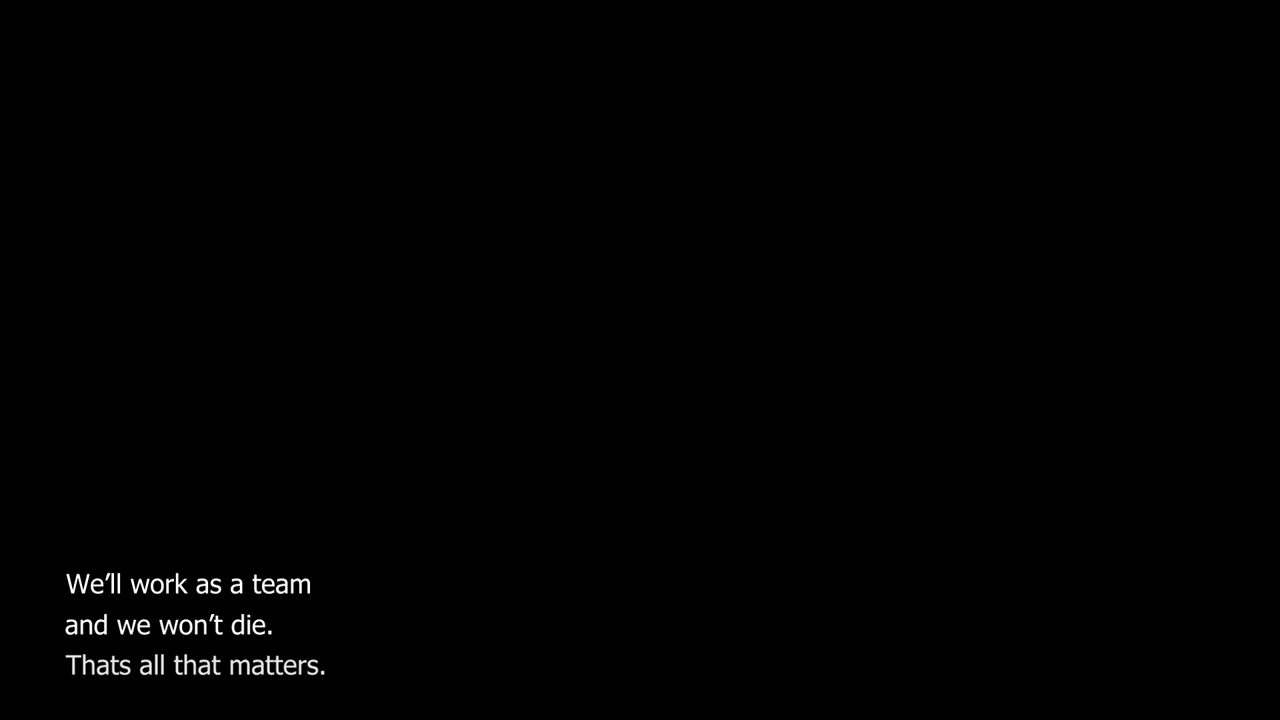 We’ll work as a team
and we won’t die.
Thats all that matters.